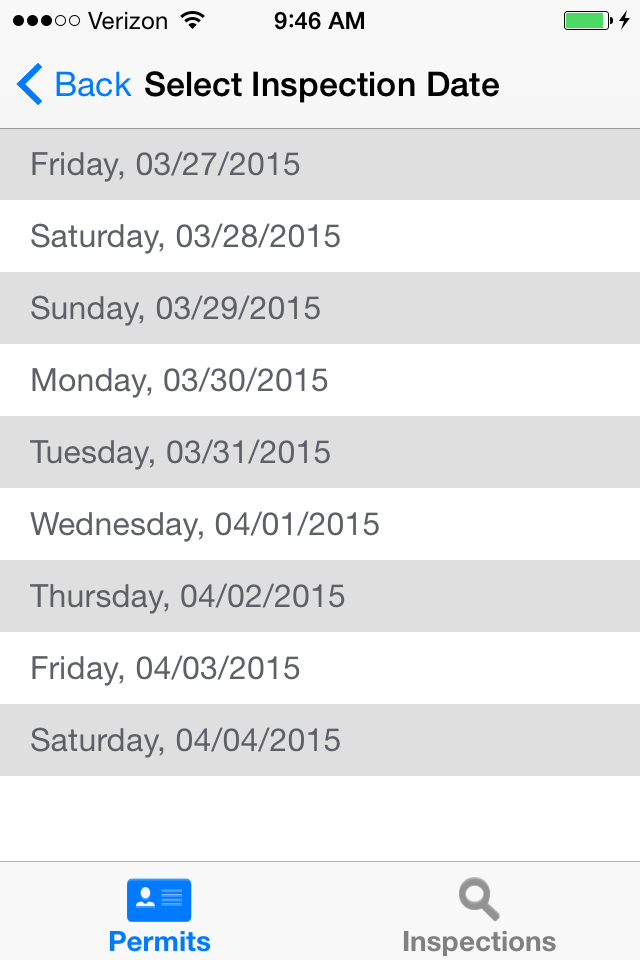 Verizon 9:46 AM
Back Select Inspection Date
Friday, 03/27/2015
Saturday, 03/28/2015
Sunday, 03/29/2015
Monday, 03/30/2015
Tuesday, 03/31/2015
Wednesday, 04/01/2015
Thursday, 04/02/2015
Friday, 04/03/2015
Saturday, 04/04/2015
Permits Inspections